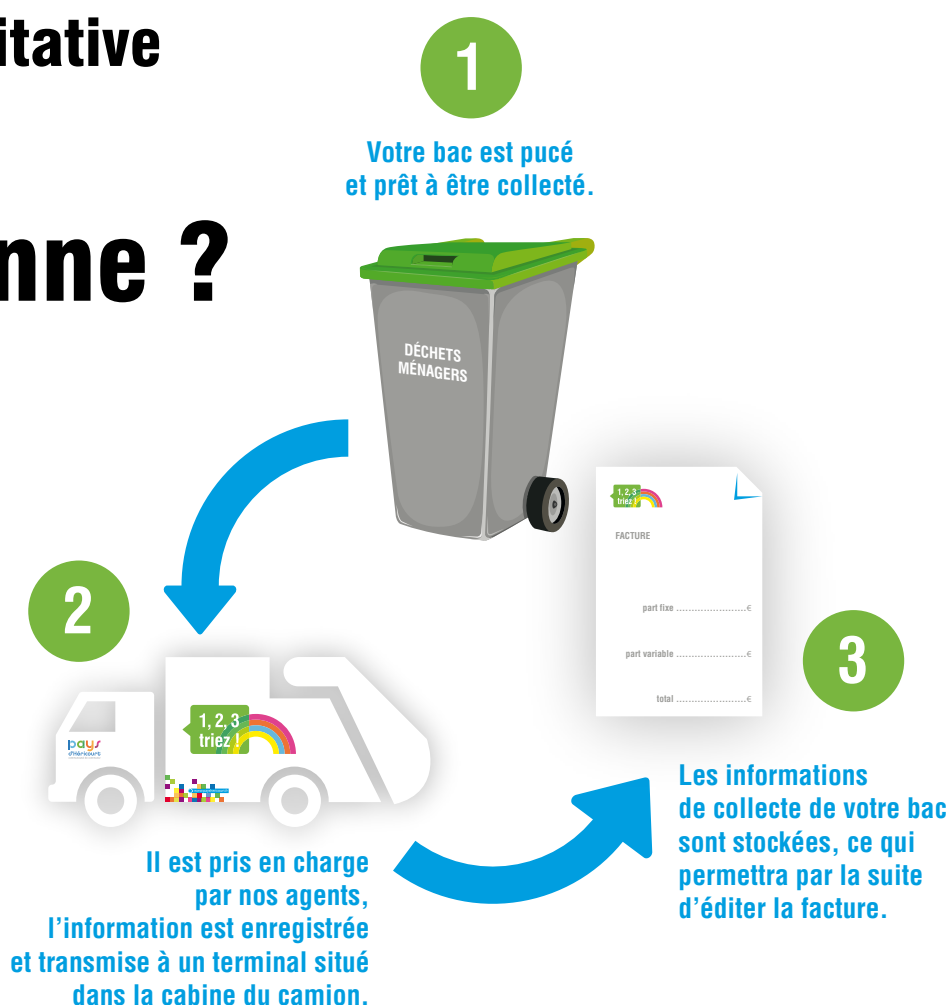 itative
nne ?
1
Votre bac est pucé
et prêt à être collecté.
DÉCHETS
MÉNAGERS
2
1, 2, 3
triez !
pays
d'Héricourt
Il est pris en charge
par nos agents,
l'information est enregistrée
et transmise à un terminal situé
dans la cabine du camion.
1, 2, 3
triez !
FACTURE
part fixe .......................€
part variable .......................€
total .......................€
3
Les informations
de collecte de votre bac
sont stockées, ce qui
permettra par la suite
d'éditer la facture.